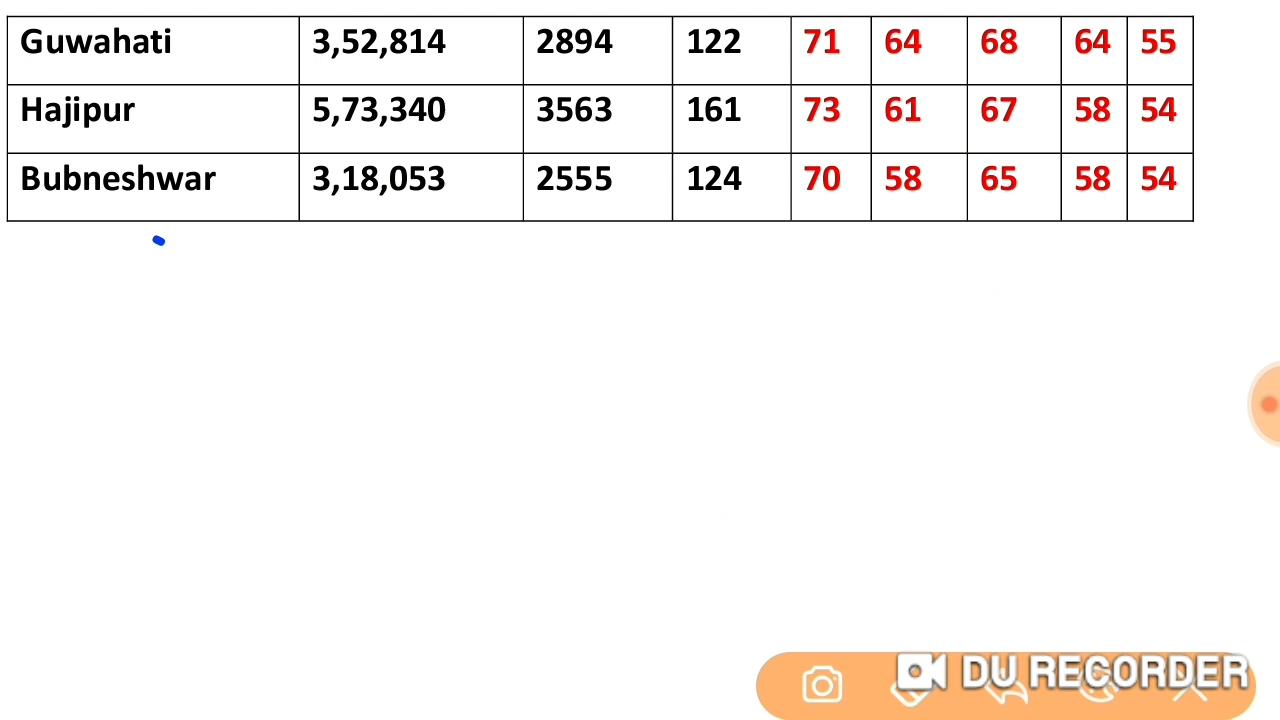 Guwahati 3,52,814 2894 122 71 64 68 64 55
Hajipur 5,73,340 3563 161 73 61 67 58 54
Bubneshwar 3,18,053 2555 124 70 58 65 58 54
DU RECORDER